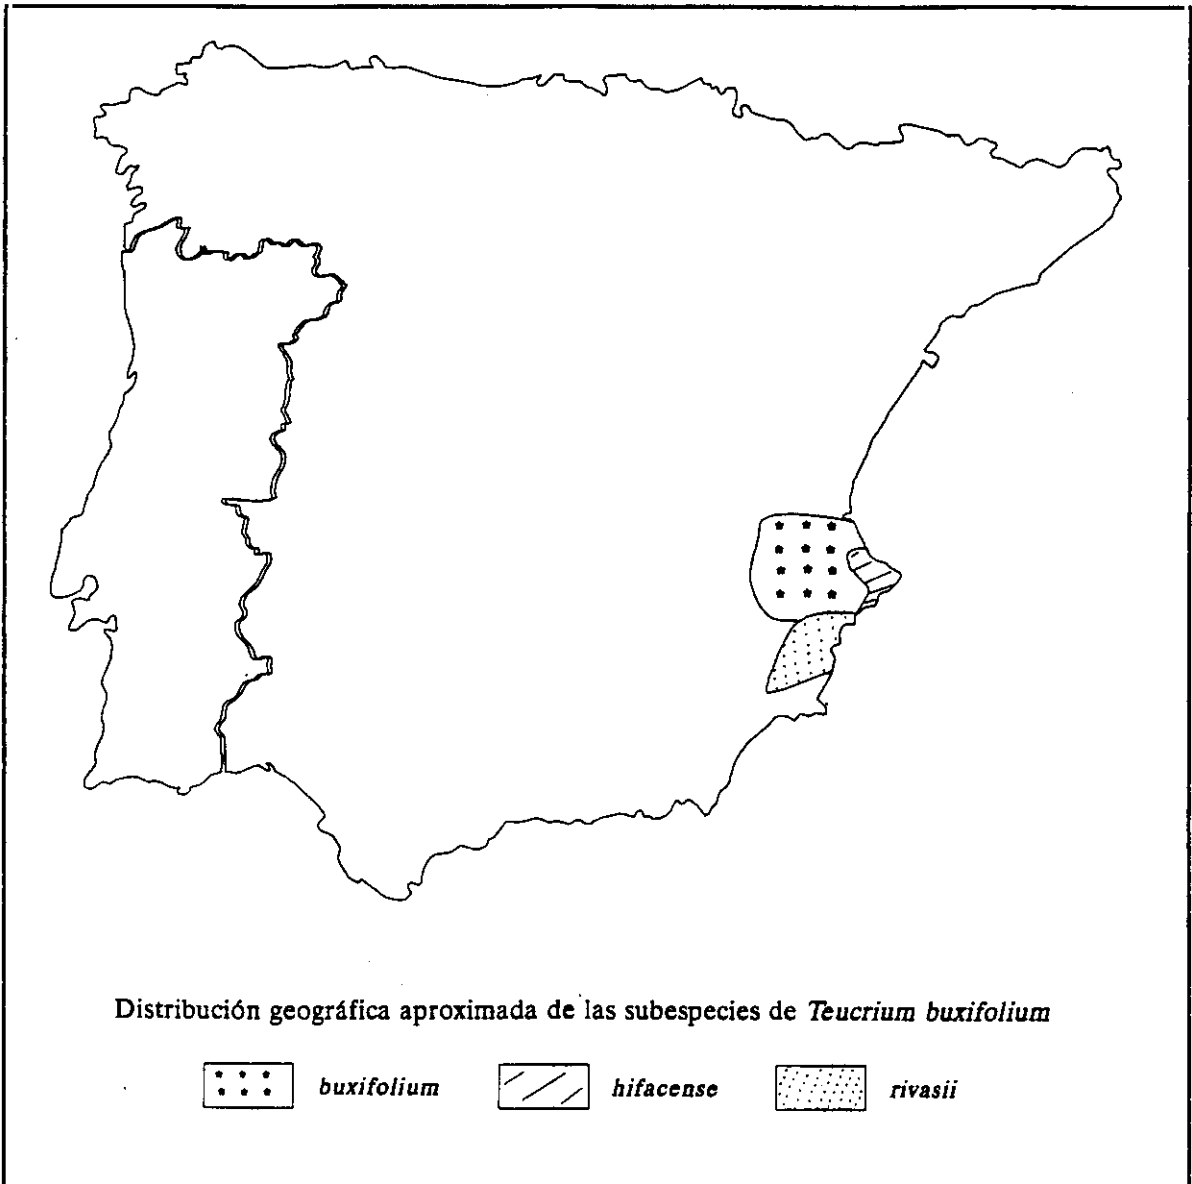 Distribución geográfica aproximada de las subespecies de Teucrium buxifolium
buxifolium hifacense rivasii